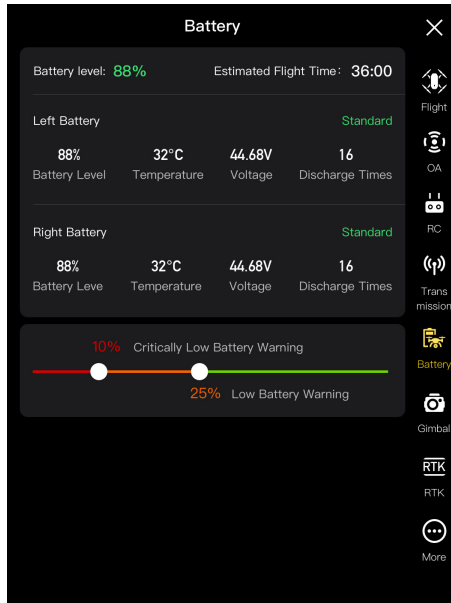 Battery
Battery level: 88% Estimated Flight Time: 36:00
Left Battery Standard
88% 32°C 44.68V 16
Battery Level Temperature Voltage Discharge Times
Right Battery Standard
88% 32°C 44.68V 16
Battery Leve Temperature Voltage Discharge Times
10% Critically Low Battery Warning
25% Low Battery Warning
Flight
OA
RC
Trans
mission
Battery
Gimbal
RTK
RTK
More